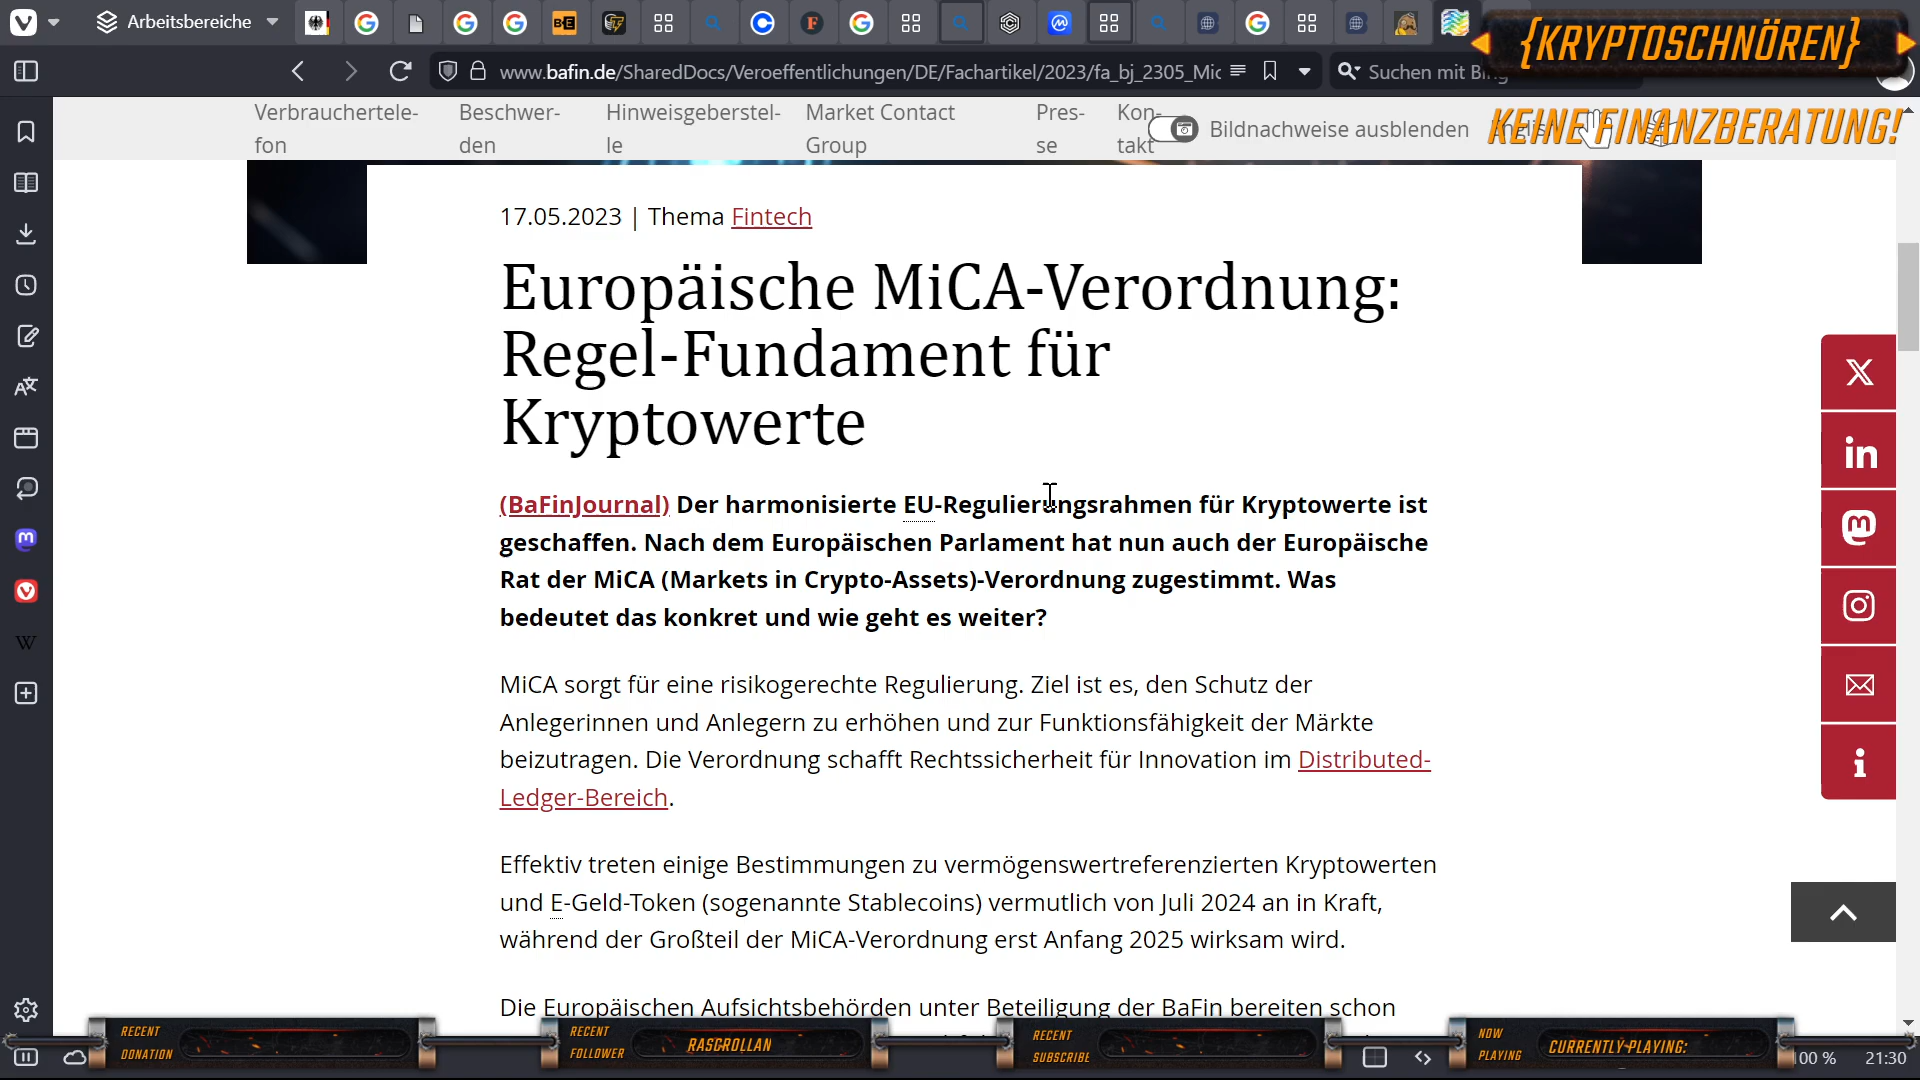 Arbeitsbereiche
{KRYPTOSCHNÖREN}
www.bafin.de/SharedDocs/Veroeffentlichungen/DE/Fachartikel/2023/fa_bj_2305_Mic
Suchen mit Bing
KEINE FINANZBERATUNG!
Verbrauchertele-
fon
Beschwer-
den
Hinweisgeberstel-
le
Market Contact
Group
Pres-
se
Kon-
takt
Bildnachweise ausblenden
17.05.2023 | Thema Fintech
Europäische MiCA-Verordnung:
Regel-Fundament für
Kryptowerte
(BaFinJournal) Der harmonisierte EU-Regulierungsrahmen für Kryptowerte ist
geschaffen. Nach dem Europäischen Parlament hat nun auch der Europäische
Rat der MiCA (Markets in Crypto-Assets)-Verordnung zugestimmt. Was
bedeutet das konkret und wie geht es weiter?
MiCA sorgt für eine risikogerechte Regulierung. Ziel ist es, den Schutz der
Anlegerinnen und Anlegern zu erhöhen und zur Funktionsfähigkeit der Märkte
beizutragen. Die Verordnung schafft Rechtssicherheit für Innovation im Distributed-
Ledger-Bereich.
Effektiv treten einige Bestimmungen zu vermögenswertreferenzierten Kryptowerten
und E-Geld-Token (sogenannte Stablecoins) vermutlich von Juli 2024 an in Kraft,
während der Großteil der MiCA-Verordnung erst Anfang 2025 wirksam wird.
Die Europäischen Aufsichtsbehörden unter Beteiligung der BaFin bereiten schon
RECENT
DONATION
RECENT
FOLLOWER
RASCROLLAN
RECENT
SUBSCRIBE
NOW
PLAYING
CURRENTLY PLAYING:
00 %
21:30